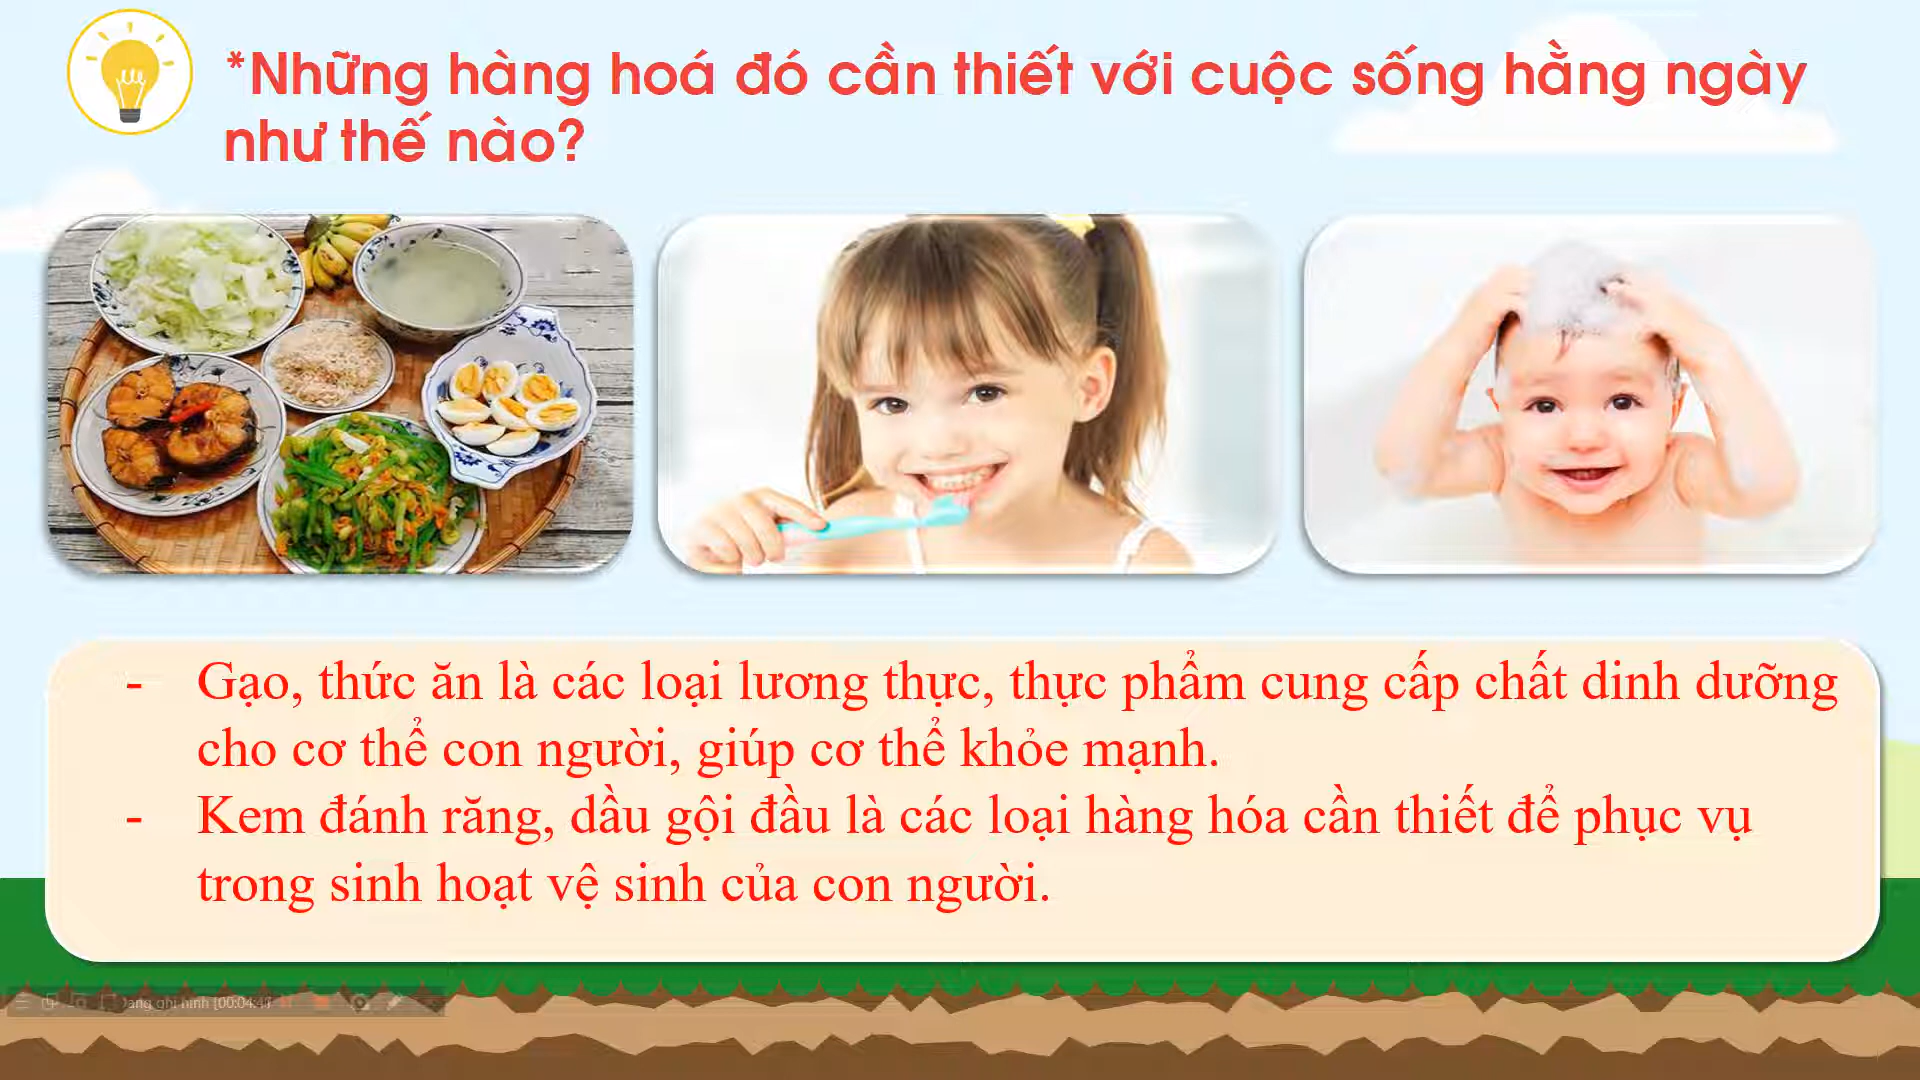 *Những hàng hoá đó cần thiết với cuộc sống hằng ngày
như thế nào?
- Gạo, thức ăn là các loại lương thực, thực phẩm cung cấp chất dinh dưỡng
cho cơ thể con người, giúp cơ thể khỏe mạnh.
- Kem đánh răng, dầu gội đầu là các loại hàng hóa cần thiết để phục vụ
trong sinh hoạt vệ sinh của con người.
ghi hình